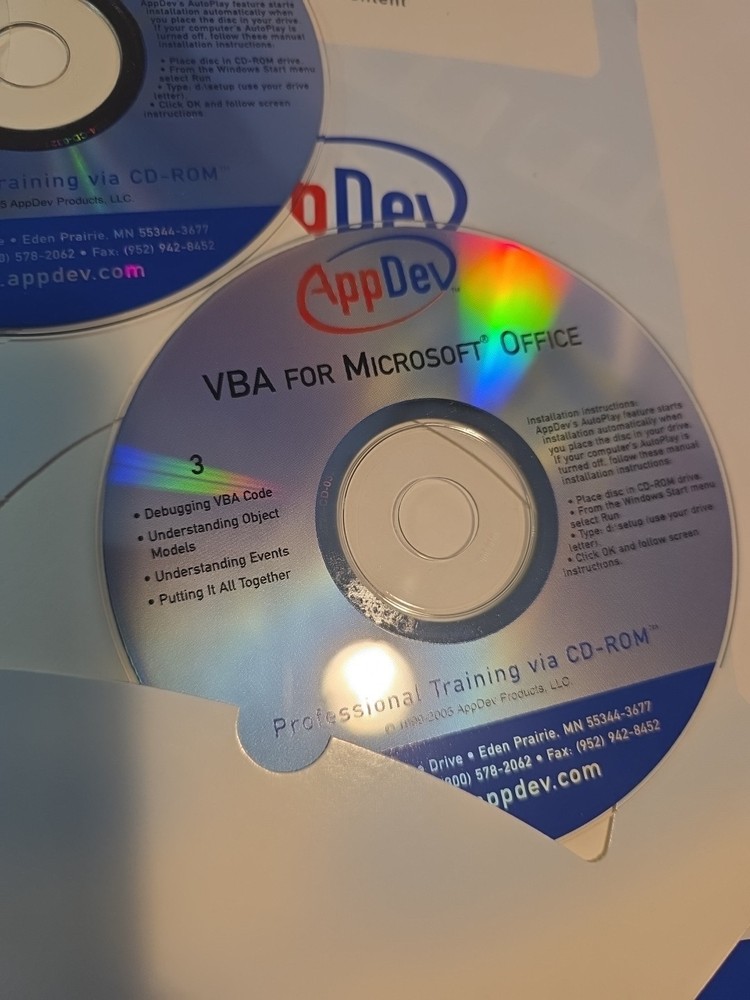 AppDev's AutoPlay feature starts
installation automatically when
you place the disc in your drive.
If your computer's AutoPlay is
turned off, follow these manual
installation instructions.
• Place disc in CD-ROM drive.
• From the Windows Start menu
select Run
• Type: d:\setup (use your drive
letter).
• Click OK and follow screen
instructions.
raining via CD-ROM™
5 AppDev Products, LLC.
e • Eden Prairie, MN 55344-3677
0) 578-2062 • Fax: (952) 942-8452
.appdev.com
pDev
AppDev™
VBA FOR MICROSOFT® OFFICE
3
• Debugging VBA Code
• Understanding Object
Models
• Understanding Events
• Putting It All Together
Installation instructions:
AppDev's AutoPlay feature starts
installation automatically when
you place the disc in your drive.
If your computer's AutoPlay is
turned off, follow these manual
installation instructions.
• Place disc in CD-ROM drive.
• From the Windows Start menu
select Run
• Type: d:\setup (use your drive
letter).
• Click OK and follow screen
instructions.
Professional Training via CD-ROM™
© 1999-2005 AppDev Products, LLC
Drive • Eden Prairie, MN 55344-3677
800) 578-2062 • Fax: (952) 942-8452
appdev.com